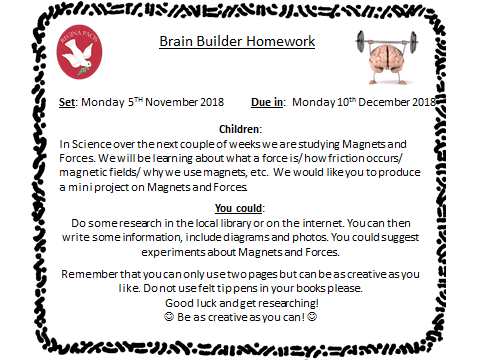 REGINA PACIS
Brain Builder Homework
Set: Monday 5TH November 2018 Due in: Monday 10th December 2018
Children:
In Science over the next couple of weeks we are studying Magnets and
Forces. We will be learning about what a force is/ how friction occurs/
magnetic fields/ why we use magnets, etc. We would like you to produce
a mini project on Magnets and Forces.
You could:
Do some research in the local library or on the internet. You can then
write some information, include diagrams and photos. You could suggest
experiments about Magnets and Forces.
Remember that you can only use two pages but can be as creative as you
like. Do not use felt tip pens in your books please.
Good luck and get researching!
☺ Be as creative as you can! ☺